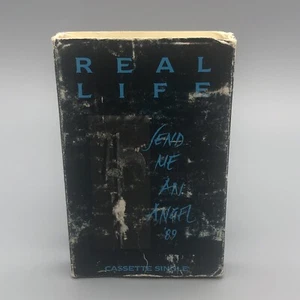 REAL
LIFE
SEND
ME
AN
ANGEL
'89
CASSETTE SINGLE